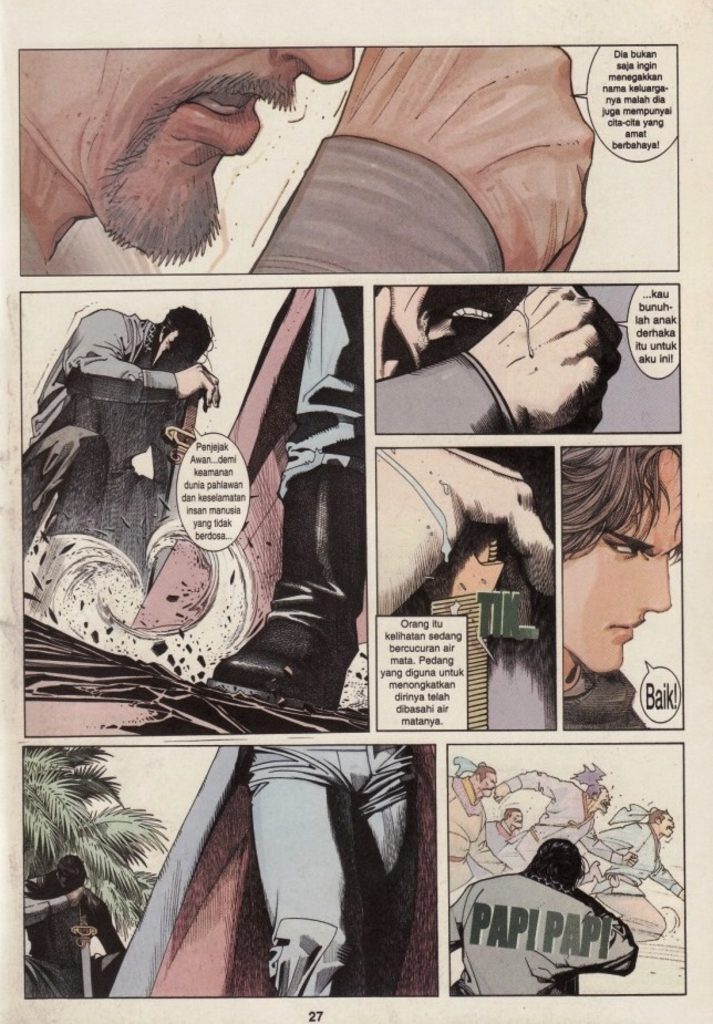 Dia bukan
saja ingin
menegakkan
nama keluarga-
nya malah dia
juga mempunyai
cita-cita yang
amat
berbahaya!
Penjejak
Awan...demi
keamanan
dunia pahlawan
dan keselamatan
insan manusia
yang tidak
berdosa...
...kau
bunuh-
lah anak
derhaka
itu untuk
aku ini!
TIK...
Orang itu
kelihatan sedang
bercucuran air
mata. Pedang
yang diguna untuk
menongkatkan
dirinya telah
dibasahi air
matanya.
Baik!
PAPI PAPI
27